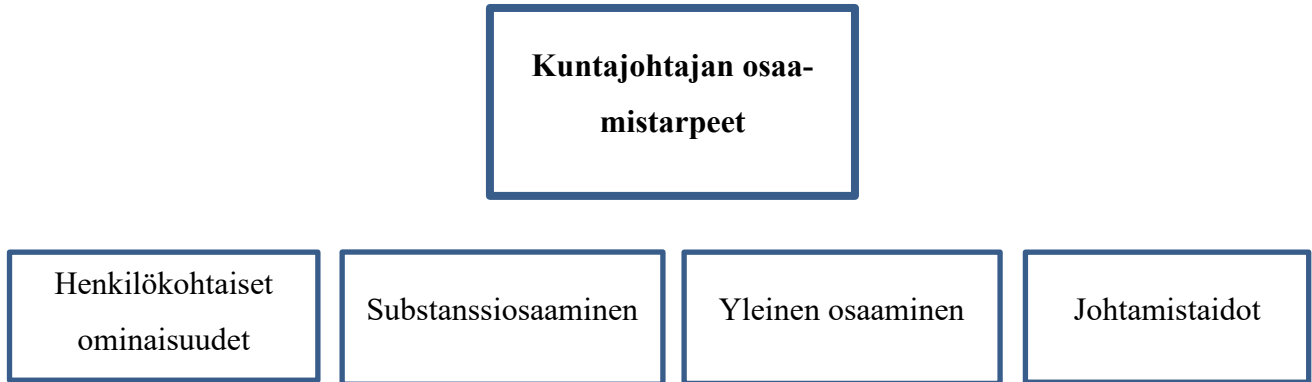 Kuntajohtajan osaa-
mistarpeet
Henkilökohtaiset
ominaisuudet
Substanssiosaaminen
Yleinen osaaminen
Johtamistaidot